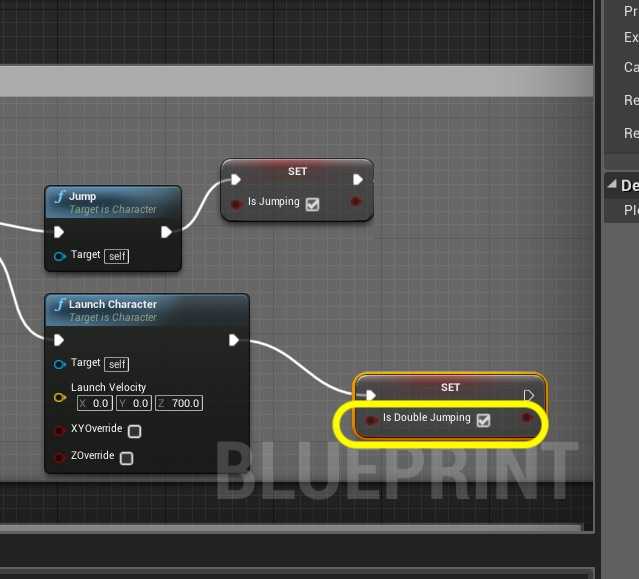 SET
Is Jumping
f Jump
Target is Character
Target self
f Launch Character
Target is Character
Target self
Launch Velocity
X 0.0 Y 0.0 Z 700.0
XYOverride
ZOverride
SET
Is Double Jumping
BLUEPRINT
Pr
Ex
Ca
Re
Re
De
Pl